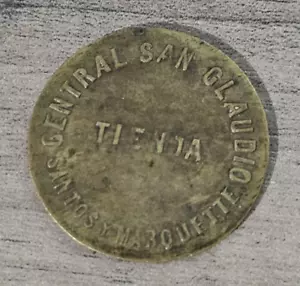 CENTRAL SAN CLAUDIO
TIENDA
SANTOS Y MARQUETTE